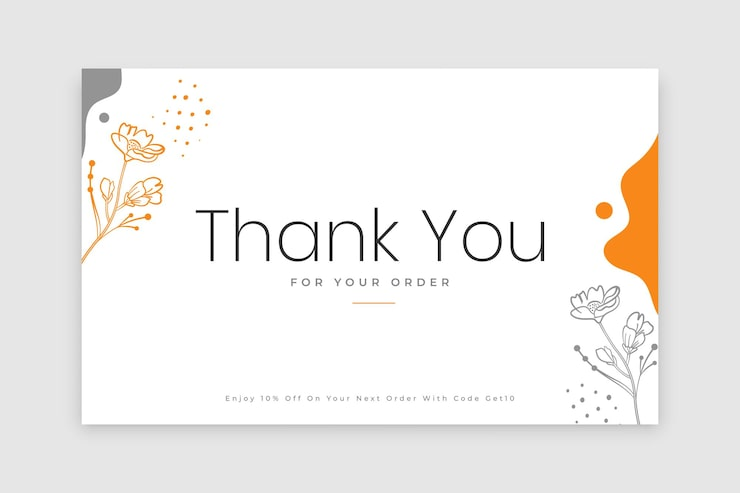 Thank You
FOR YOUR ORDER
Enjoy 10% Off On Your Next Order With Code Get10